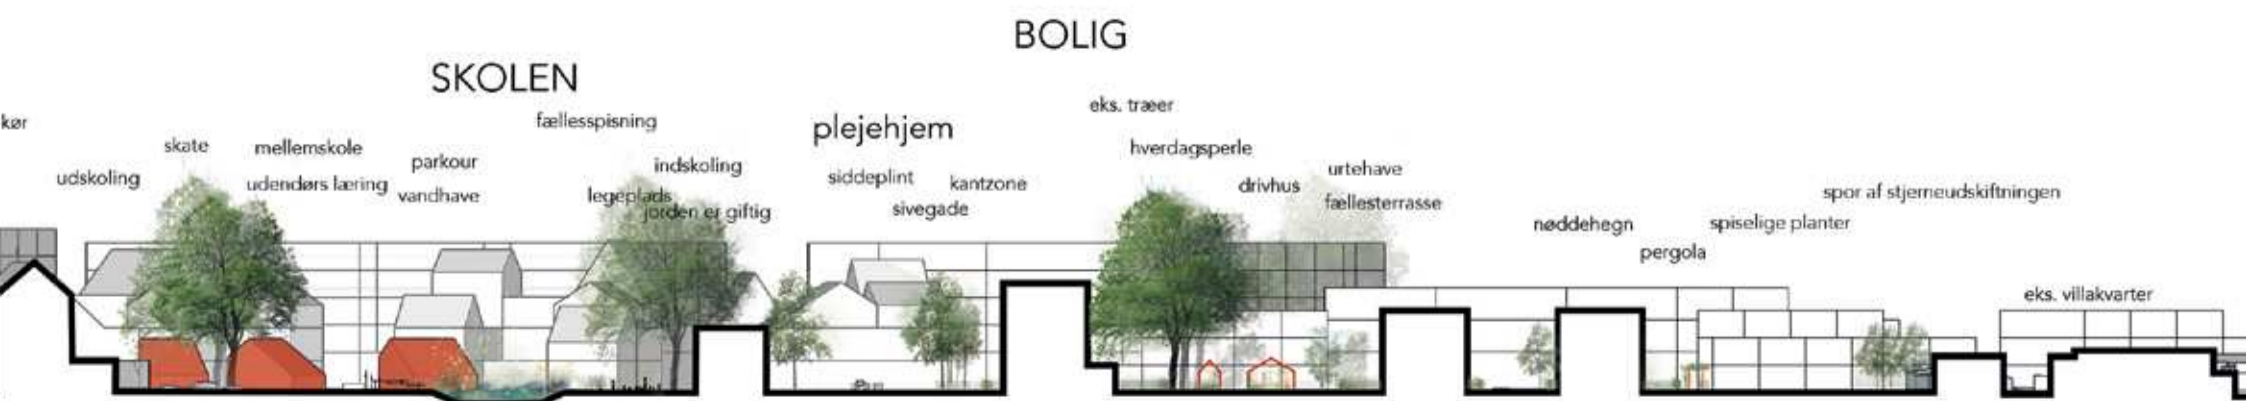 BOLIG
SKOLEN
eks. træer
fællesspisning
kør
plejehjem
skate
mellemskole
hverdagsperle
parkour
indskoling
urtehave
udskoling
siddeplint
udendørs læring
kantzone
drivhus
spor af stjerneudskiftningen
vandhave
legeplads
fællesterrasse
sivegade
jorden er giftig
nøddehegn
spiselige planter
pergola
eks. villakvarter